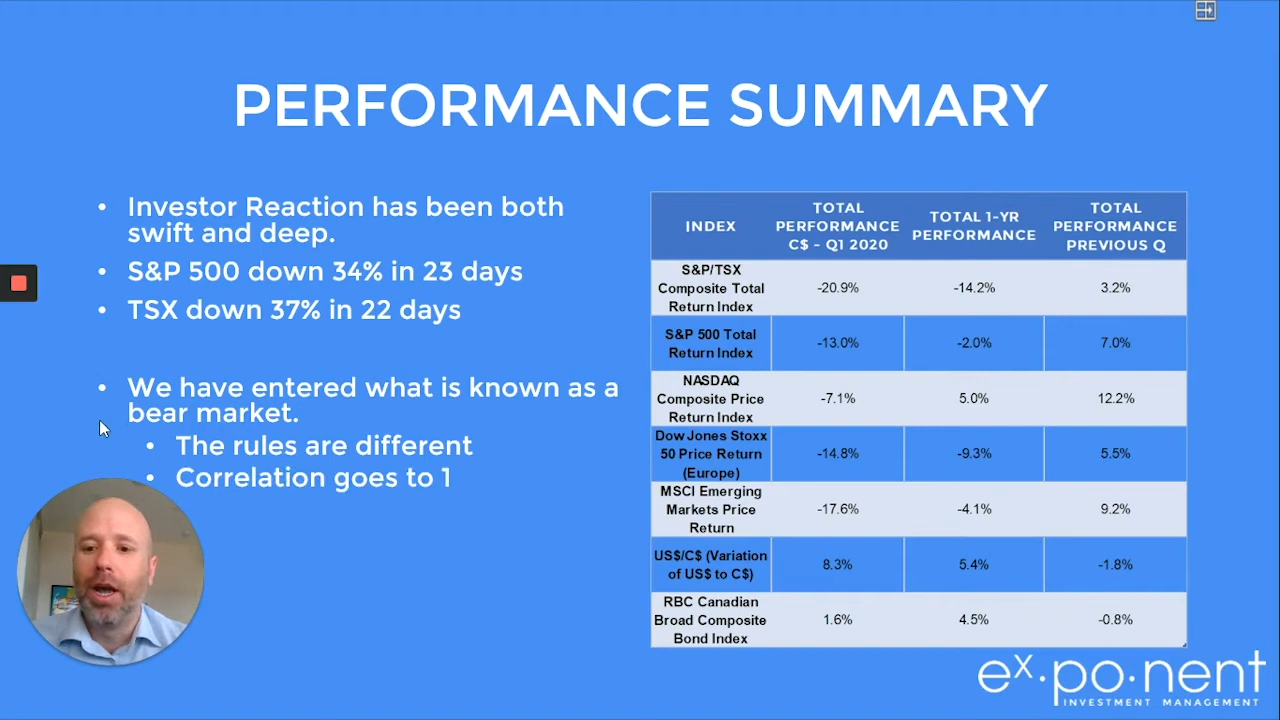 PERFORMANCE SUMMARY
• Investor Reaction has been both
swift and deep.
• S&P 500 down 34% in 23 days
• TSX down 37% in 22 days
• We have entered what is known as a
bear market.
• The rules are different
• Correlation goes to 1
INDEX
TOTAL
PERFORMANCE
C$ - Q1 2020
TOTAL 1-YR
PERFORMANCE
TOTAL
PERFORMANCE
PREVIOUS Q
S&P/TSX
Composite Total
Return Index
-20.9%
-14.2%
3.2%
S&P 500 Total
Return Index
-13.0%
-2.0%
7.0%
NASDAQ
Composite Price
Return Index
-7.1%
5.0%
12.2%
Dow Jones Stoxx
50 Price Return
(Europe)
-14.8%
-9.3%
5.5%
MSCI Emerging
Markets Price
Return
-17.6%
-4.1%
9.2%
US$/C$ (Variation
of US$ to C$)
8.3%
5.4%
-1.8%
RBC Canadian
Broad Composite
Bond Index
1.6%
4.5%
-0.8%
ex·po·nent
INVESTMENT MANAGEMENT